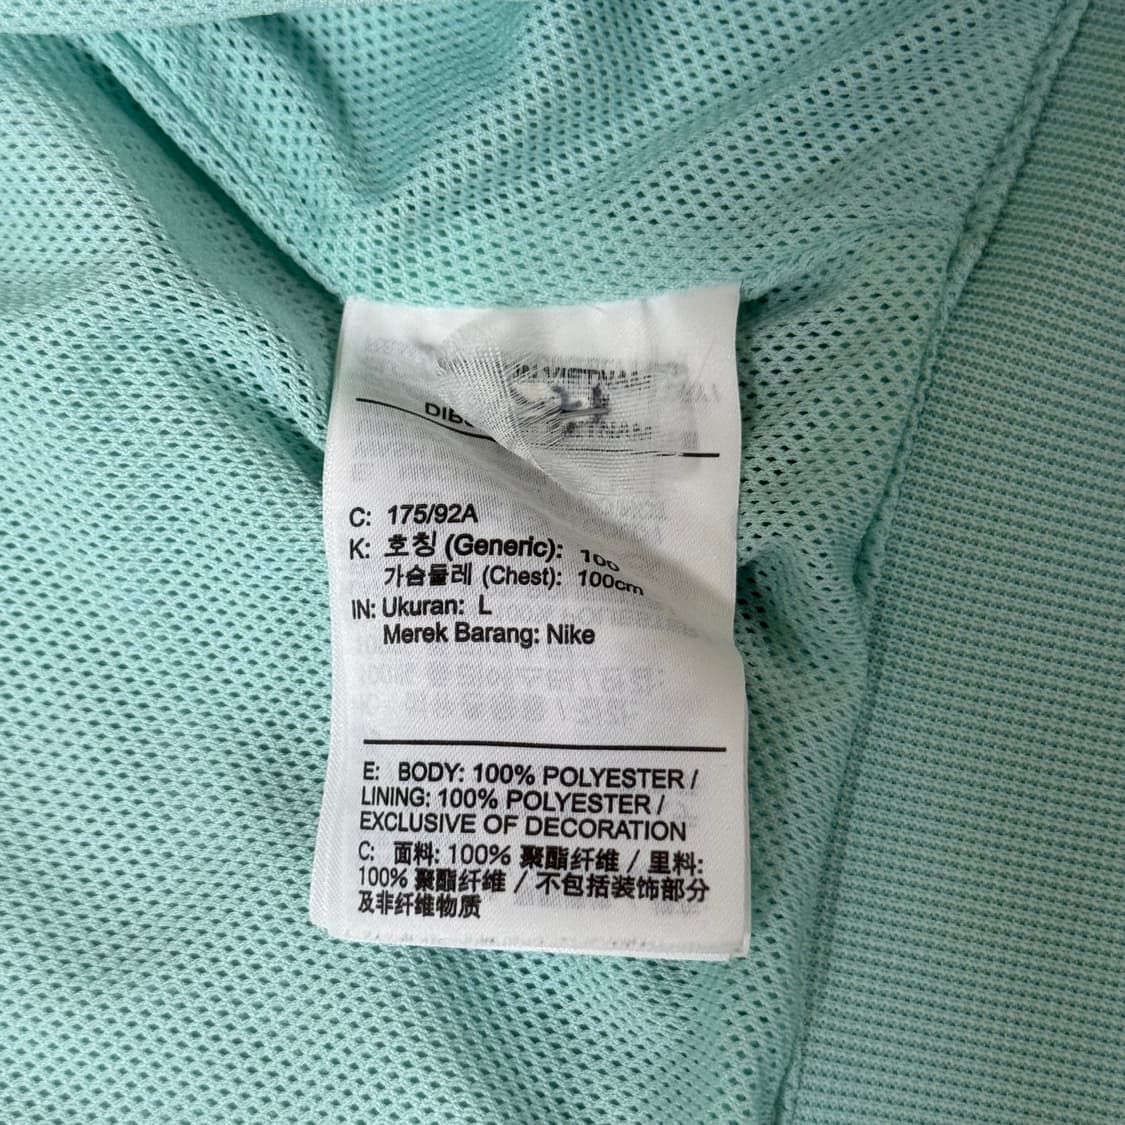 C: 175/92A
K: 호칭 (Generic): 100
가슴둘레 (Chest): 100cm
IN: Ukuran: L
Merek Barang: Nike
E: BODY: 100% POLYESTER /
LINING: 100% POLYESTER /
EXCLUSIVE OF DECORATION
C: 面料: 100% 聚酯纤维 / 里料:
100% 聚酯纤维 / 不包括装饰部分
及非纤维物质